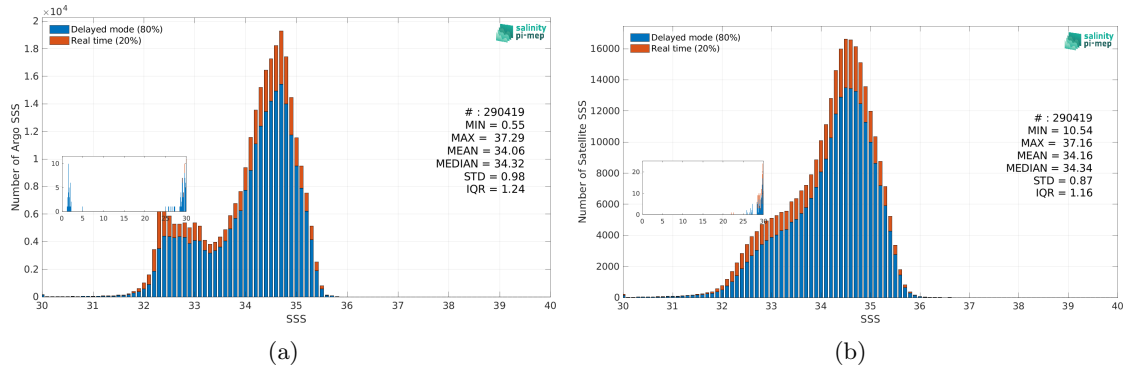 ×10^4
2
1.8
1.6
1.4
1.2
1
0.8
0.6
0.4
0.2
0
Number of Argo SSS
Delayed mode (80%)
Real time (20%)
salinity
pi-mep
# : 290419
MIN = 0.55
MAX = 37.29
MEAN = 34.06
MEDIAN = 34.32
STD = 0.98
IQR = 1.24
10
5
0
0 5 10 15 20 25 30
30 31 32 33 34 35 36 37 38 39 40
SSS
(a)
16000
14000
12000
10000
8000
6000
4000
2000
0
Number of Satellite SSS
Delayed mode (80%)
Real time (20%)
salinity
pi-mep
# : 290419
MIN = 10.54
MAX = 37.16
MEAN = 34.16
MEDIAN = 34.34
STD = 0.87
IQR = 1.16
20
10
0
0 5 10 15 20 25 30
30 31 32 33 34 35 36 37 38 39 40
SSS
(b)